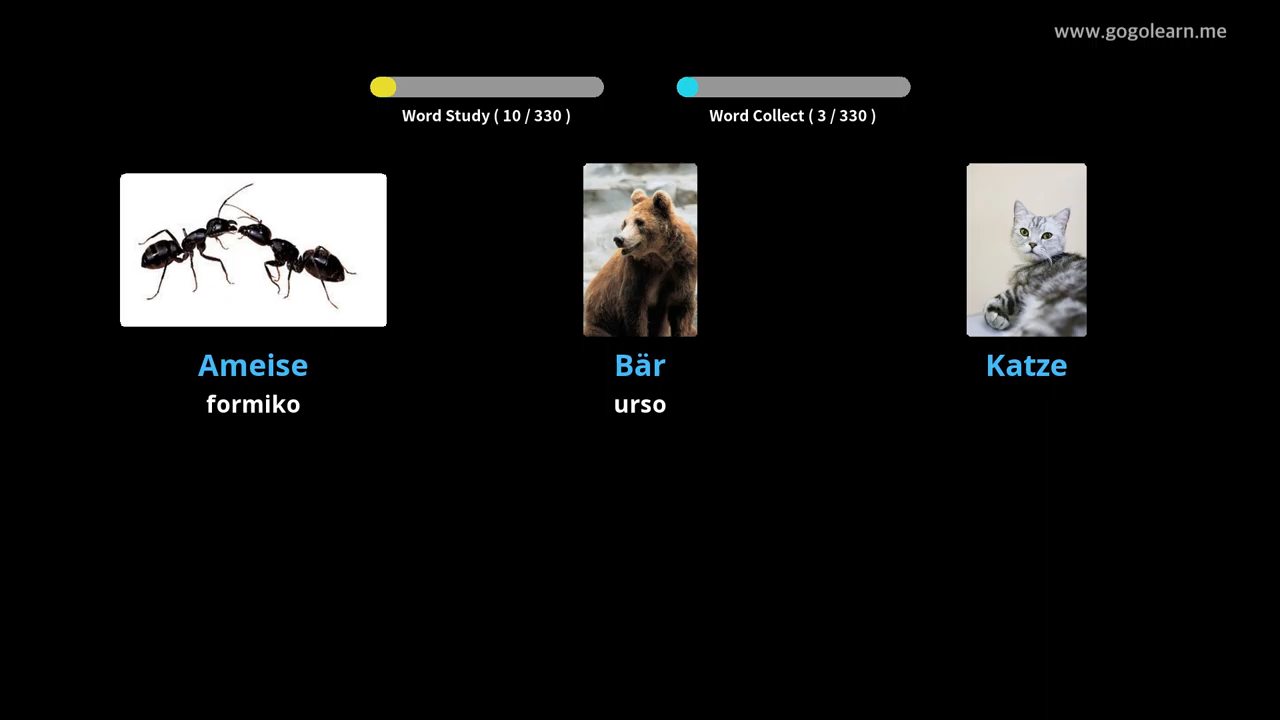 www.gogolearn.me
Word Study ( 10 / 330 )
Word Collect ( 3 / 330 )
Ameise
formiko
Bär
urso
Katze